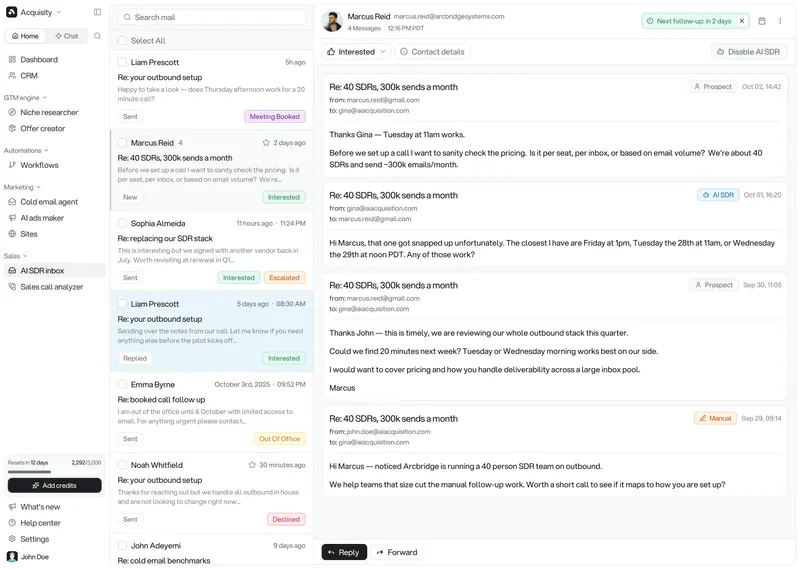 Acquisity
Home
Chat
Dashboard
CRM
GTM engine
Niche researcher
Offer creator
Automations
Workflows
Marketing
Cold email agent
AI ads maker
Sites
Sales
AI SDR inbox
Sales call analyzer
Resets in 12 days
2,292/5,000
Add credits
What's new
Help center
Settings
John Doe
Search mail
Select All
Liam Prescott
5h ago
Re: your outbound setup
Happy to take a look — does Thursday afternoon work for a 20
minute call?
Sent
Meeting Booked
Marcus Reid 4
2 days ago
Re: 40 SDRs, 300k sends a month
Before we set up a call I want to sanity check the pricing. Is it
per seat, per inbox, or based on email volume? We're...
New
Interested
Sophia Almeida
11 hours ago · 11:24 PM
Re: replacing our SDR stack
This is interesting but we signed with another vendor back in
July. Worth revisiting at renewal in Q1...
Sent
Interested
Escalated
Liam Prescott
5 days ago · 08:30 AM
Re: your outbound setup
Sending over the notes from our call. Let me know if you need
anything else before the pilot kicks off...
Replied
Interested
Emma Byrne
October 3rd, 2025 · 09:52 PM
Re: booked call follow up
I am out of the office until 6 October with limited access to
email. For anything urgent please contact...
Sent
Out Of Office
Noah Whitfield
30 minutes ago
Re: your outbound setup
Thanks for reaching out but we handle all outbound in house
and are not looking to change right now...
Sent
Declined
John Adeyemi
9 days ago
Re: cold email benchmarks
Marcus Reid marcus.reid@arcbridgesystems.com
4 Messages
12:16 PM PDT
Next follow-up: in 2 days
Interested
Contact details
Disable AI SDR
Re: 40 SDRs, 300k sends a month
Prospect
Oct 02, 14:42
from: marcus.reid@gmail.com
to: gina@aiacquisition.com
Thanks Gina — Tuesday at 11am works.
Before we set up a call I want to sanity check the pricing. Is it per seat, per inbox, or based on email volume? We're about 40
SDRs and send ~300k emails/month.
Re: 40 SDRs, 300k sends a month
AI SDR
Oct 01, 16:20
from: gina@aiacquisition.com
to: marcus.reid@gmail.com
Hi Marcus, that one got snapped up unfortunately. The closest I have are Friday at 1pm, Tuesday the 28th at 11am, or Wednesday
the 29th at noon PDT. Any of those work?
Re: 40 SDRs, 300k sends a month
Prospect
Sep 30, 11:05
from: marcus.reid@gmail.com
to: gina@aiacquisition.com
Thanks John — this is timely, we are reviewing our whole outbound stack this quarter.
Could we find 20 minutes next week? Tuesday or Wednesday morning works best on our side.
I would want to cover pricing and how you handle deliverability across a large inbox pool.
Marcus
Re: 40 SDRs, 300k sends a month
Manual
Sep 29, 09:14
from: john.doe@aiacquisition.com
to: gina@aiacquisition.com
Hi Marcus — noticed Arcbridge is running a 40 person SDR team on outbound.
We help teams that size cut the manual follow-up work. Worth a short call to see if it maps to how you are set up?
Reply
Forward